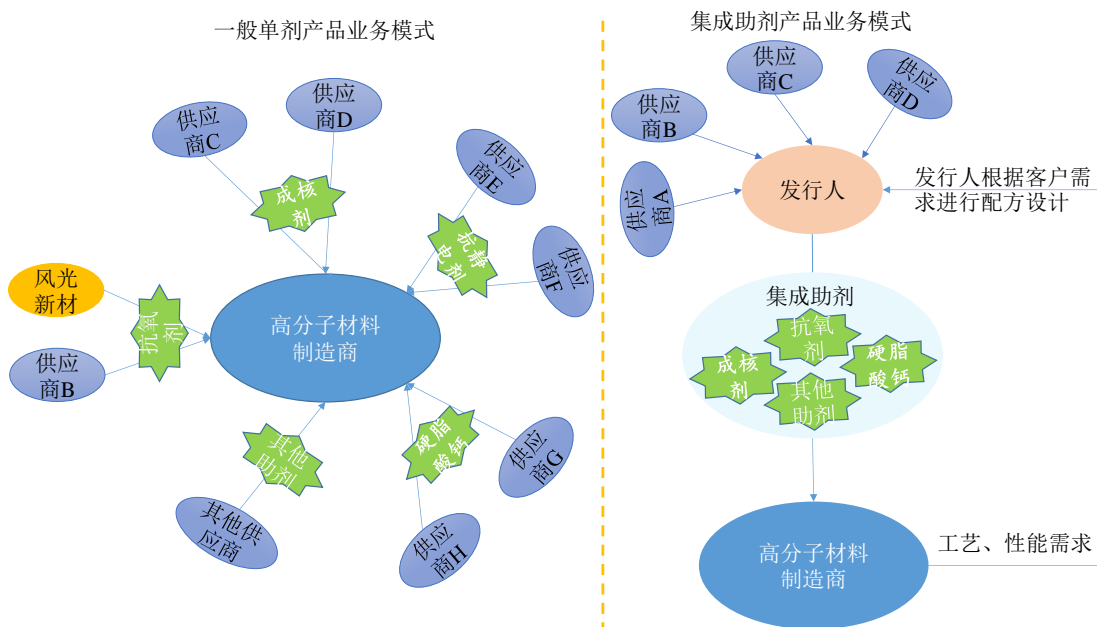 一般单剂产品业务模式
供应
商C
供应
商D
成核
剂
供应
商E
抗静
电剂
供应
商F
风光
新材
抗氧
剂
供应
商B
高分子材料
制造商
其他
助剂
其他供
应商
硬脂
酸钙
供应
商G
供应
商H
集成助剂产品业务模式
供应
商C
供应
商D
供应
商B
供应
商A
发行人
发行人根据客户需
求进行配方设计
集成助剂
抗氧
剂
成核
剂
硬脂
酸钙
其他
助剂
高分子材料
制造商
工艺、性能需求